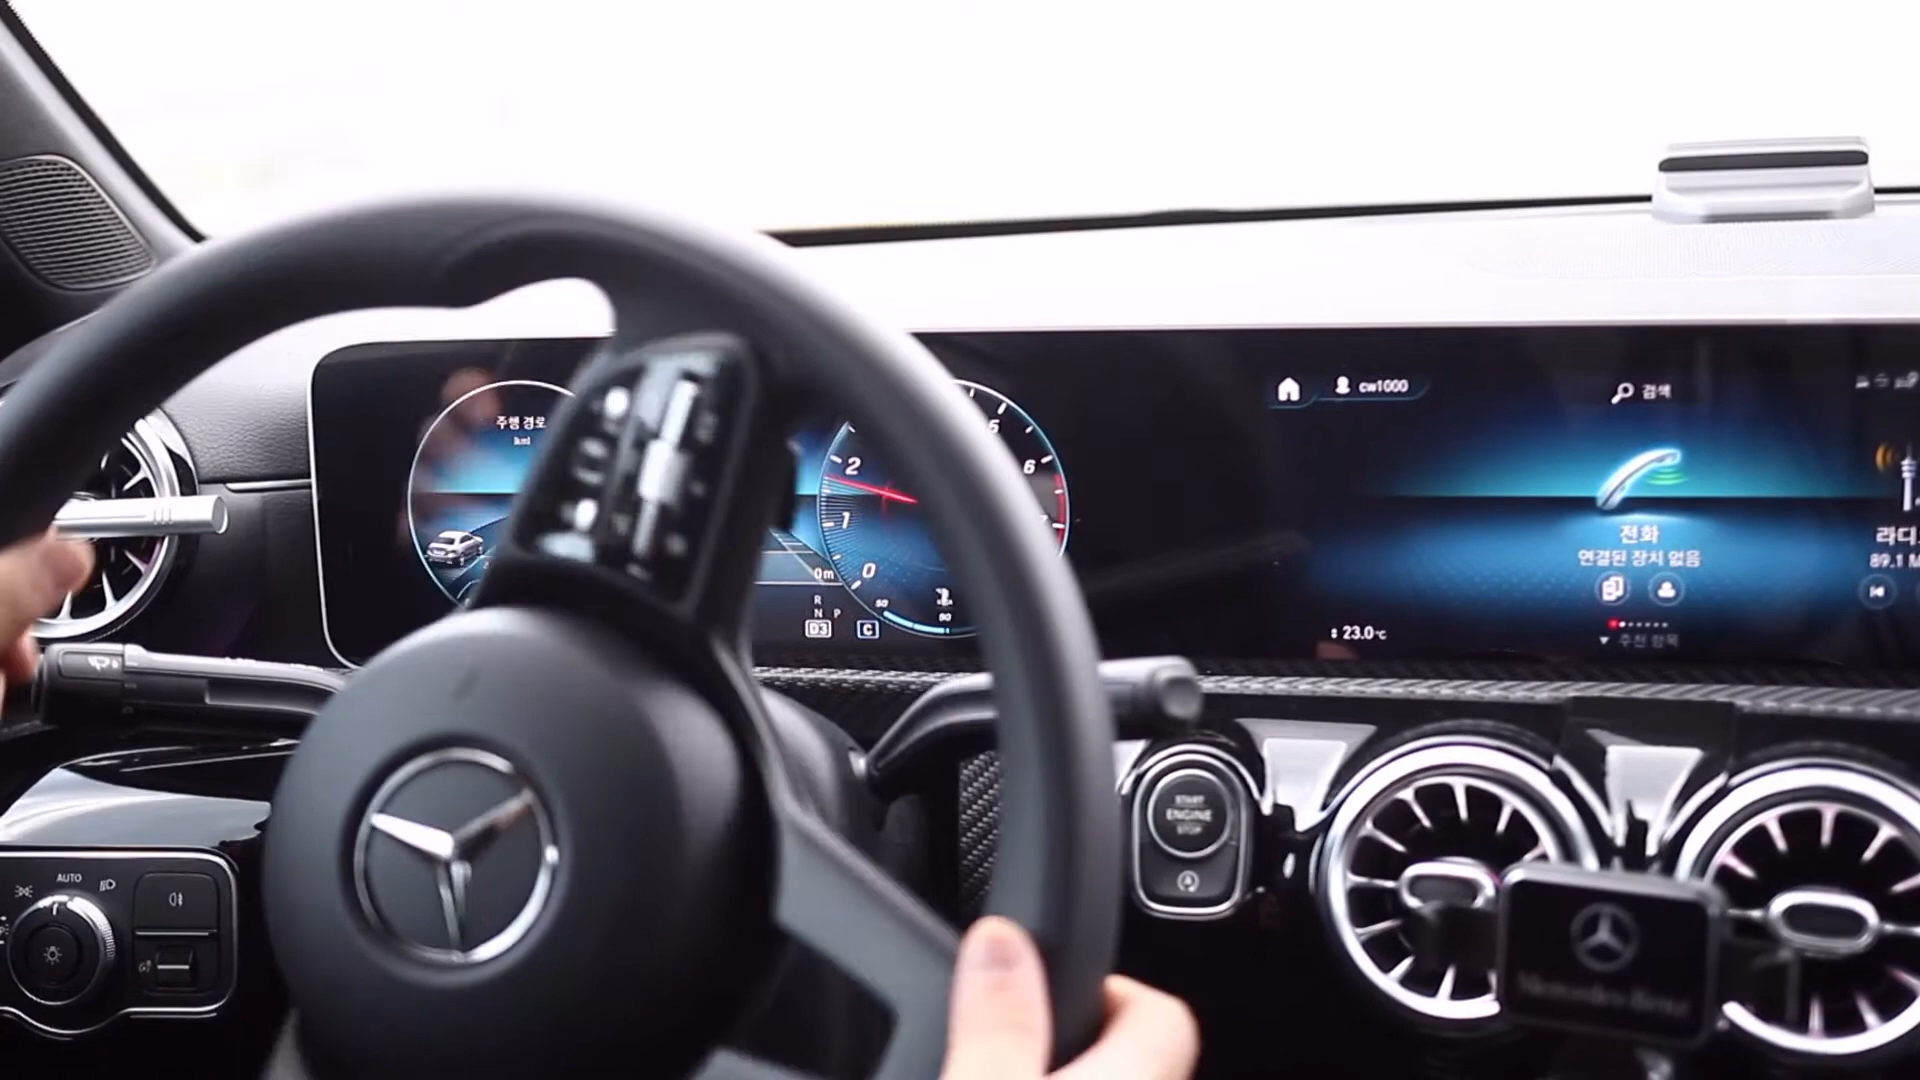 주행 경로
[km]
2
1
0
5
6
0m
R
N P
D3 C
50
90
cw1000
검색
전화
연결된 장치 없음
추천 항목
23.0°C
89.1
START
ENGINE
STOP
AUTO
Mercedes-Benz